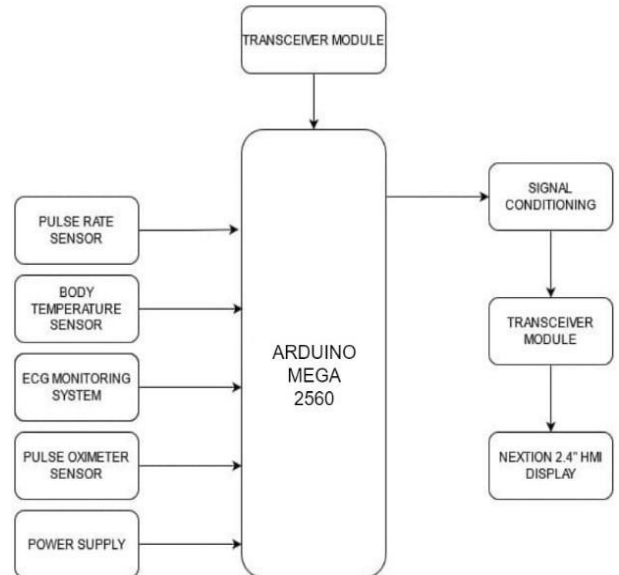 TRANSCEIVER MODULE
SIGNAL
CONDITIONING
PULSE RATE
SENSOR
BODY
TEMPERATURE
SENSOR
TRANSCEIVER
MODULE
ARDUINO
MEGA
2560
ECG MONITORING
SYSTEM
PULSE OXIMETER
SENSOR
NEXTION 2.4" HMI
DISPLAY
POWER SUPPLY